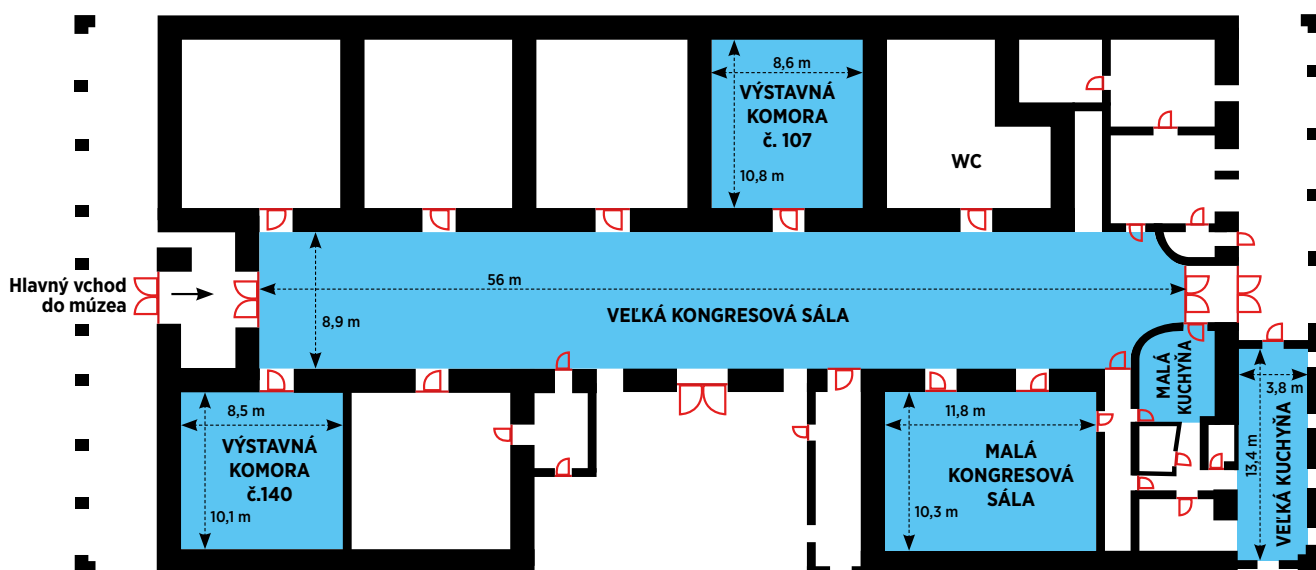 8,6 m
VÝSTAVNÁ
KOMORA
č. 107
10,8 m
WC
Hlavný vchod
do múzea
56 m
8,9 m
VEĽKÁ KONGRESOVÁ SÁLA
8,5 m
VÝSTAVNÁ
KOMORA
č.140
10,1 m
11,8 m
MALÁ
KONGRESOVÁ
SÁLA
10,3 m
MALÁ
KUCHYŇA
3,8 m
13,4 m
VEĽKÁ KUCHYŇA